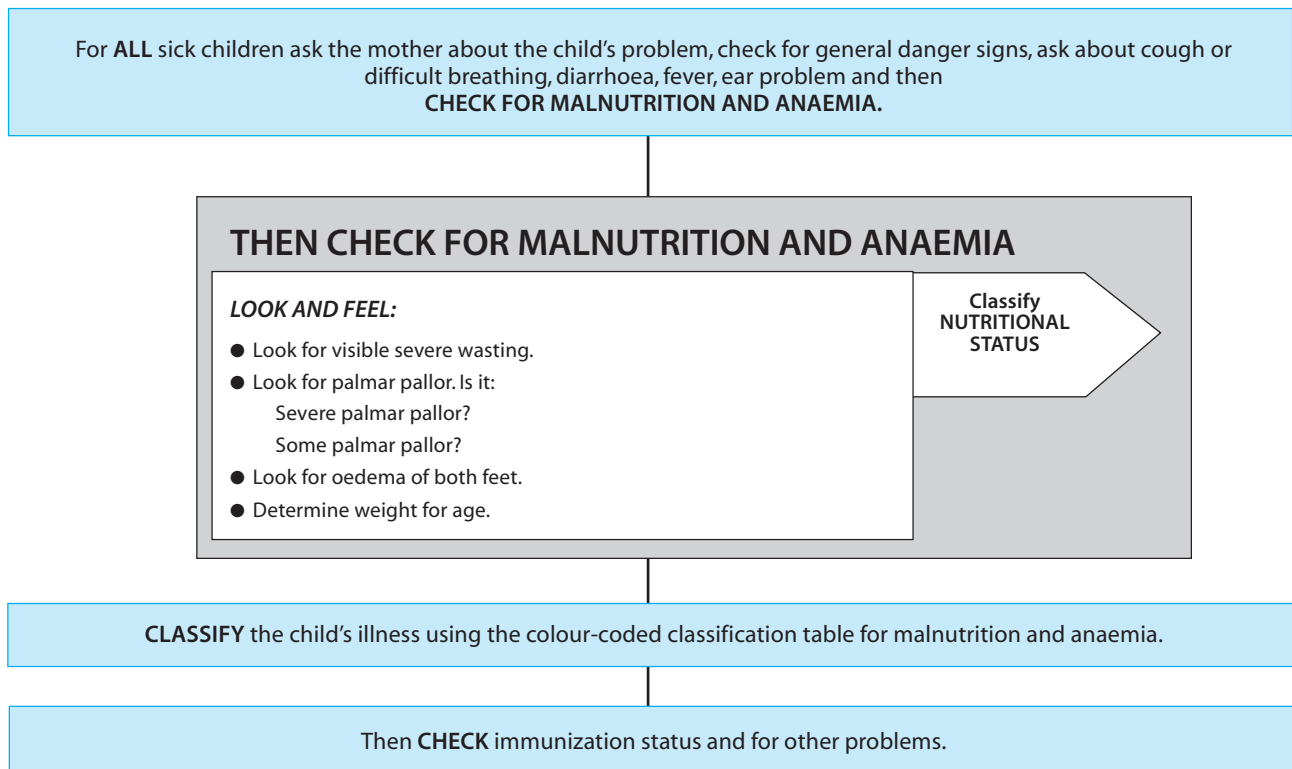 For ALL sick children ask the mother about the child’s problem, check for general danger signs, ask about cough or
difficult breathing, diarrhoea, fever, ear problem and then
CHECK FOR MALNUTRITION AND ANAEMIA.
THEN CHECK FOR MALNUTRITION AND ANAEMIA
LOOK AND FEEL:
● Look for visible severe wasting.
● Look for palmar pallor. Is it:
Severe palmar pallor?
Some palmar pallor?
● Look for oedema of both feet.
● Determine weight for age.
Classify
NUTRITIONAL
STATUS
CLASSIFY the child’s illness using the colour-coded classification table for malnutrition and anaemia.
Then CHECK immunization status and for other problems.